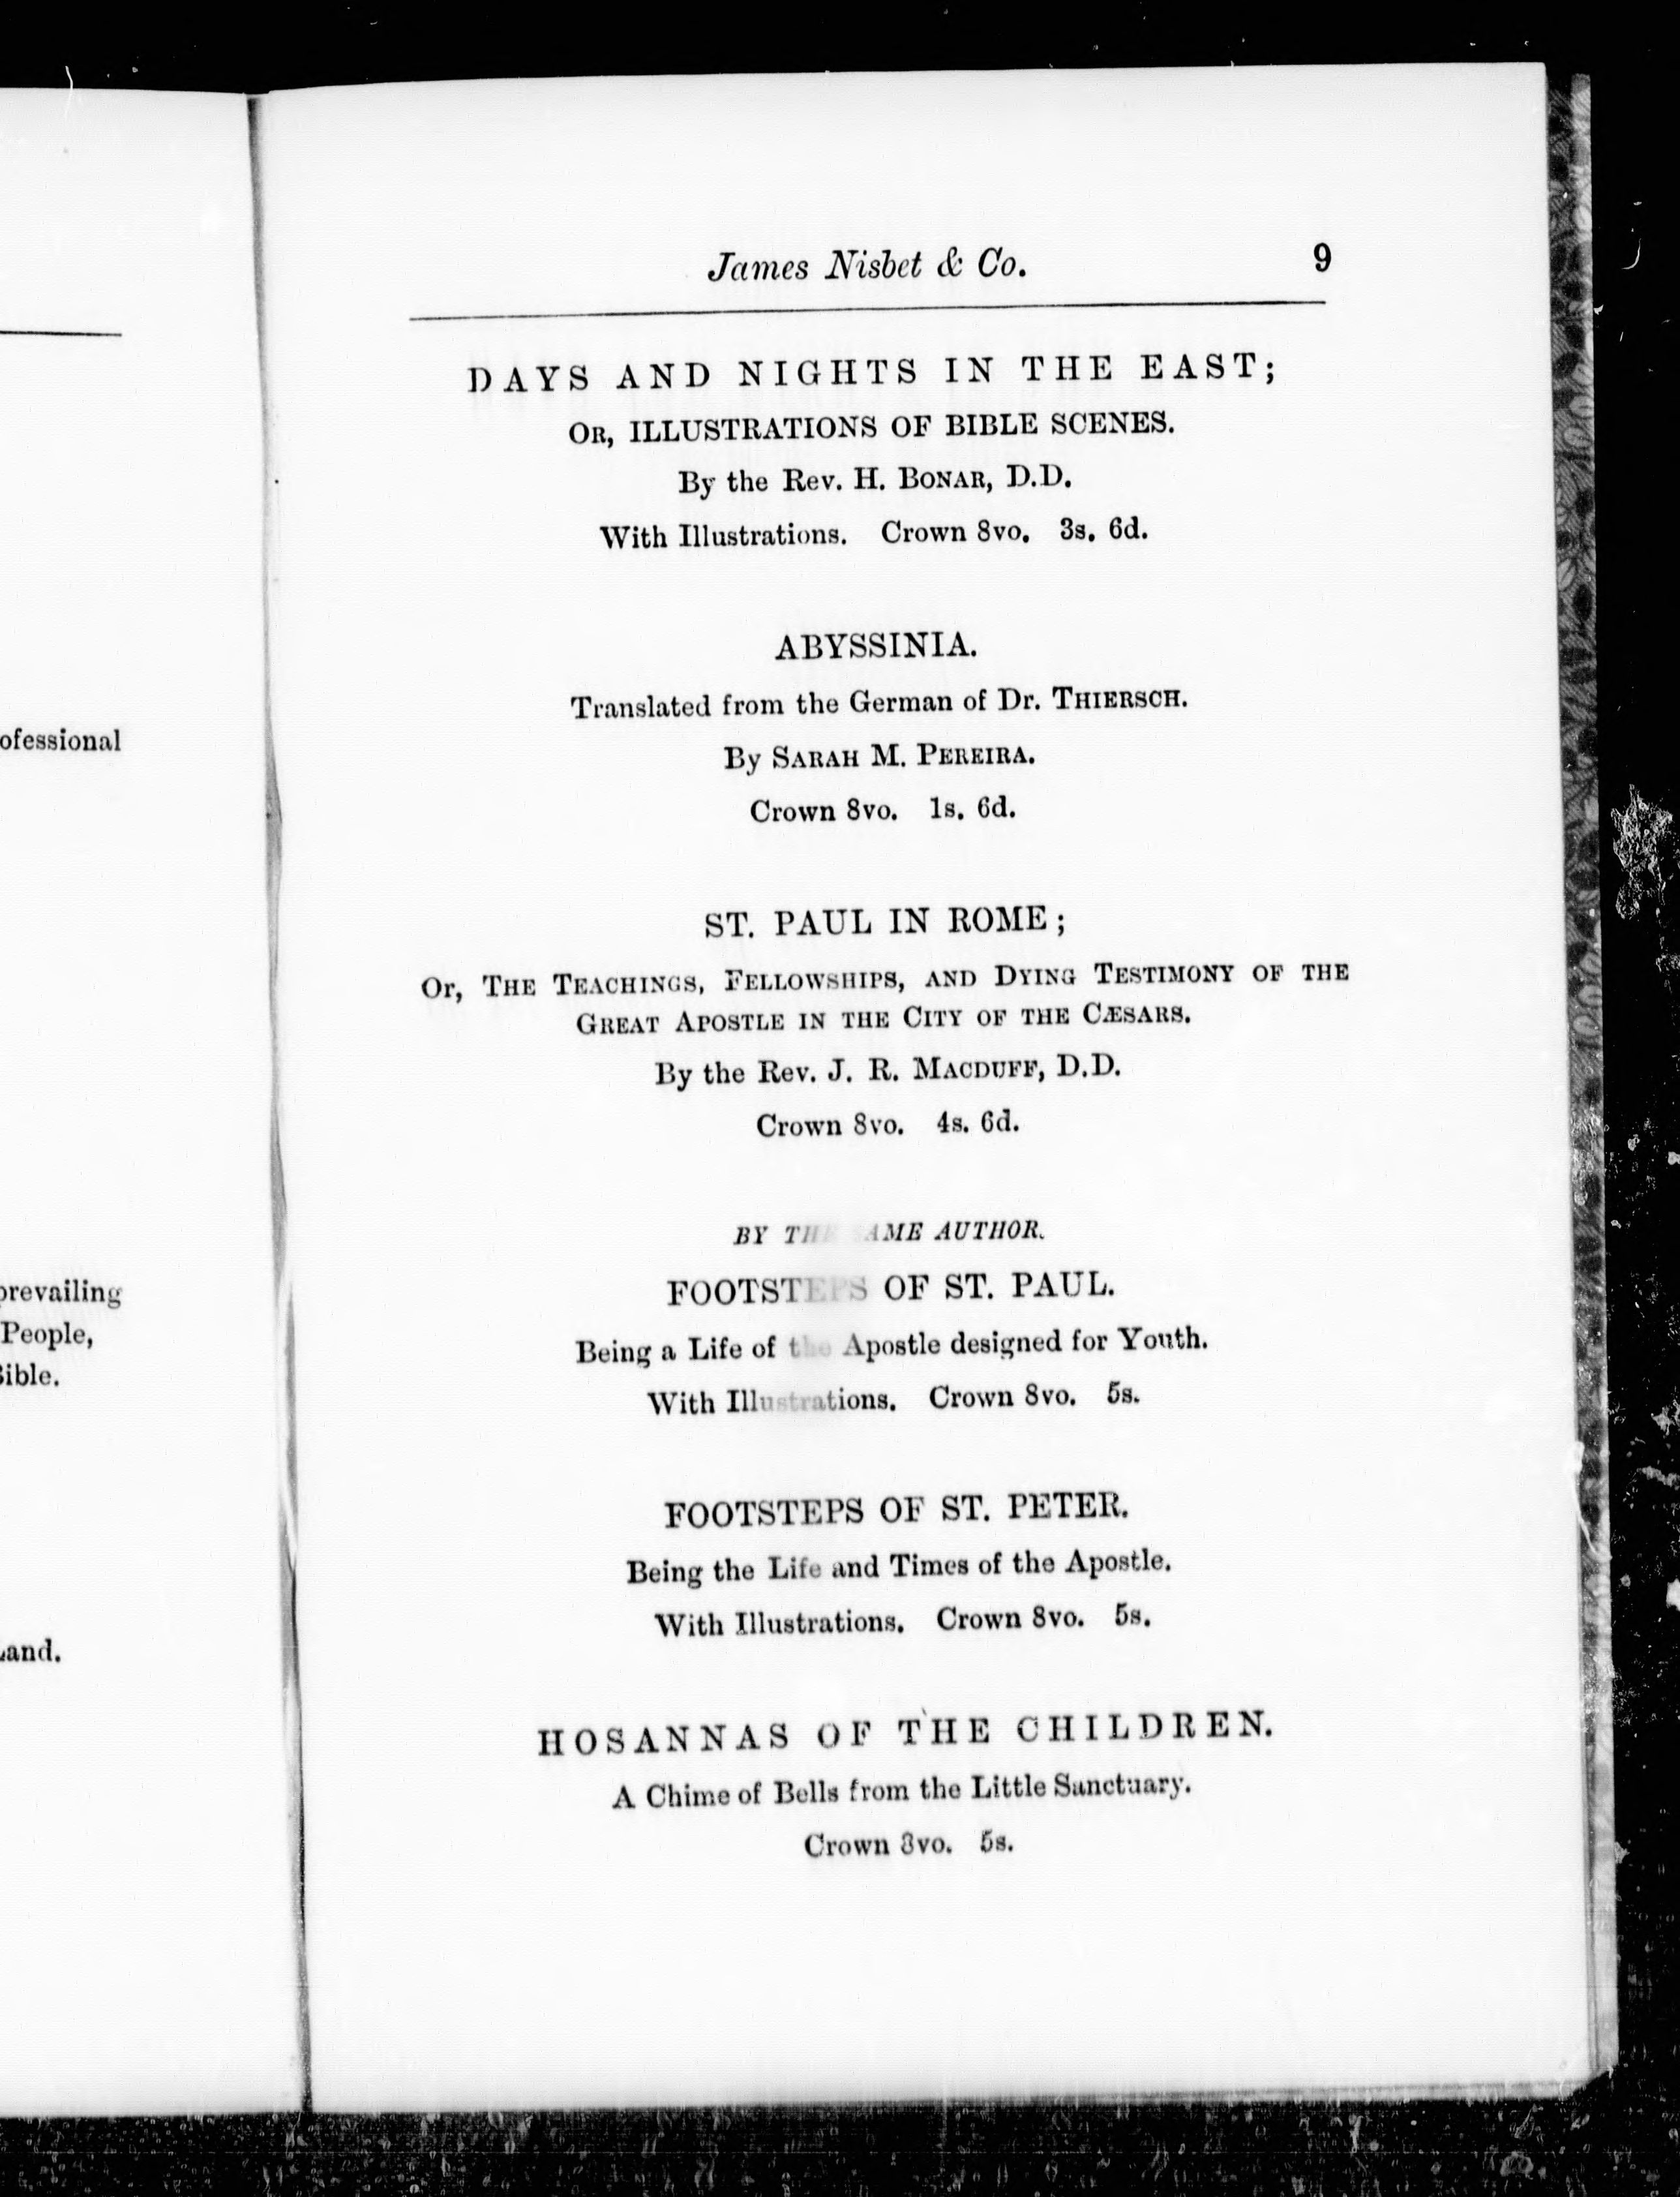 James Nisbet & Co. 9
DAYS AND NIGHTS IN THE EAST;
OR, ILLUSTRATIONS OF BIBLE SCENES.
By the Rev. H. BONAR, D.D.
With Illustrations. Crown 8vo. 3s. 6d.
ABYSSINIA.
Translated from the German of Dr. THIERSCH.
By SARAH M. PEREIRA.
Crown 8vo. 1s. 6d.
ST. PAUL IN ROME;
Or, THE TEACHINGS, FELLOWSHIPS, AND DYING TESTIMONY OF THE
GREAT APOSTLE IN THE CITY OF THE CÆSARS.
By the Rev. J. R. MACDUFF, D.D.
Crown 8vo. 4s. 6d.
BY THE SAME AUTHOR.
FOOTSTEPS OF ST. PAUL.
Being a Life of the Apostle designed for Youth.
With Illustrations. Crown 8vo. 5s.
FOOTSTEPS OF ST. PETER.
Being the Life and Times of the Apostle.
With Illustrations. Crown 8vo. 5s.
HOSANNAS OF THE CHILDREN.
A Chime of Bells from the Little Sanctuary.
Crown 8vo. 5s.
ofessional
prevailing
People,
Bible.
Land.